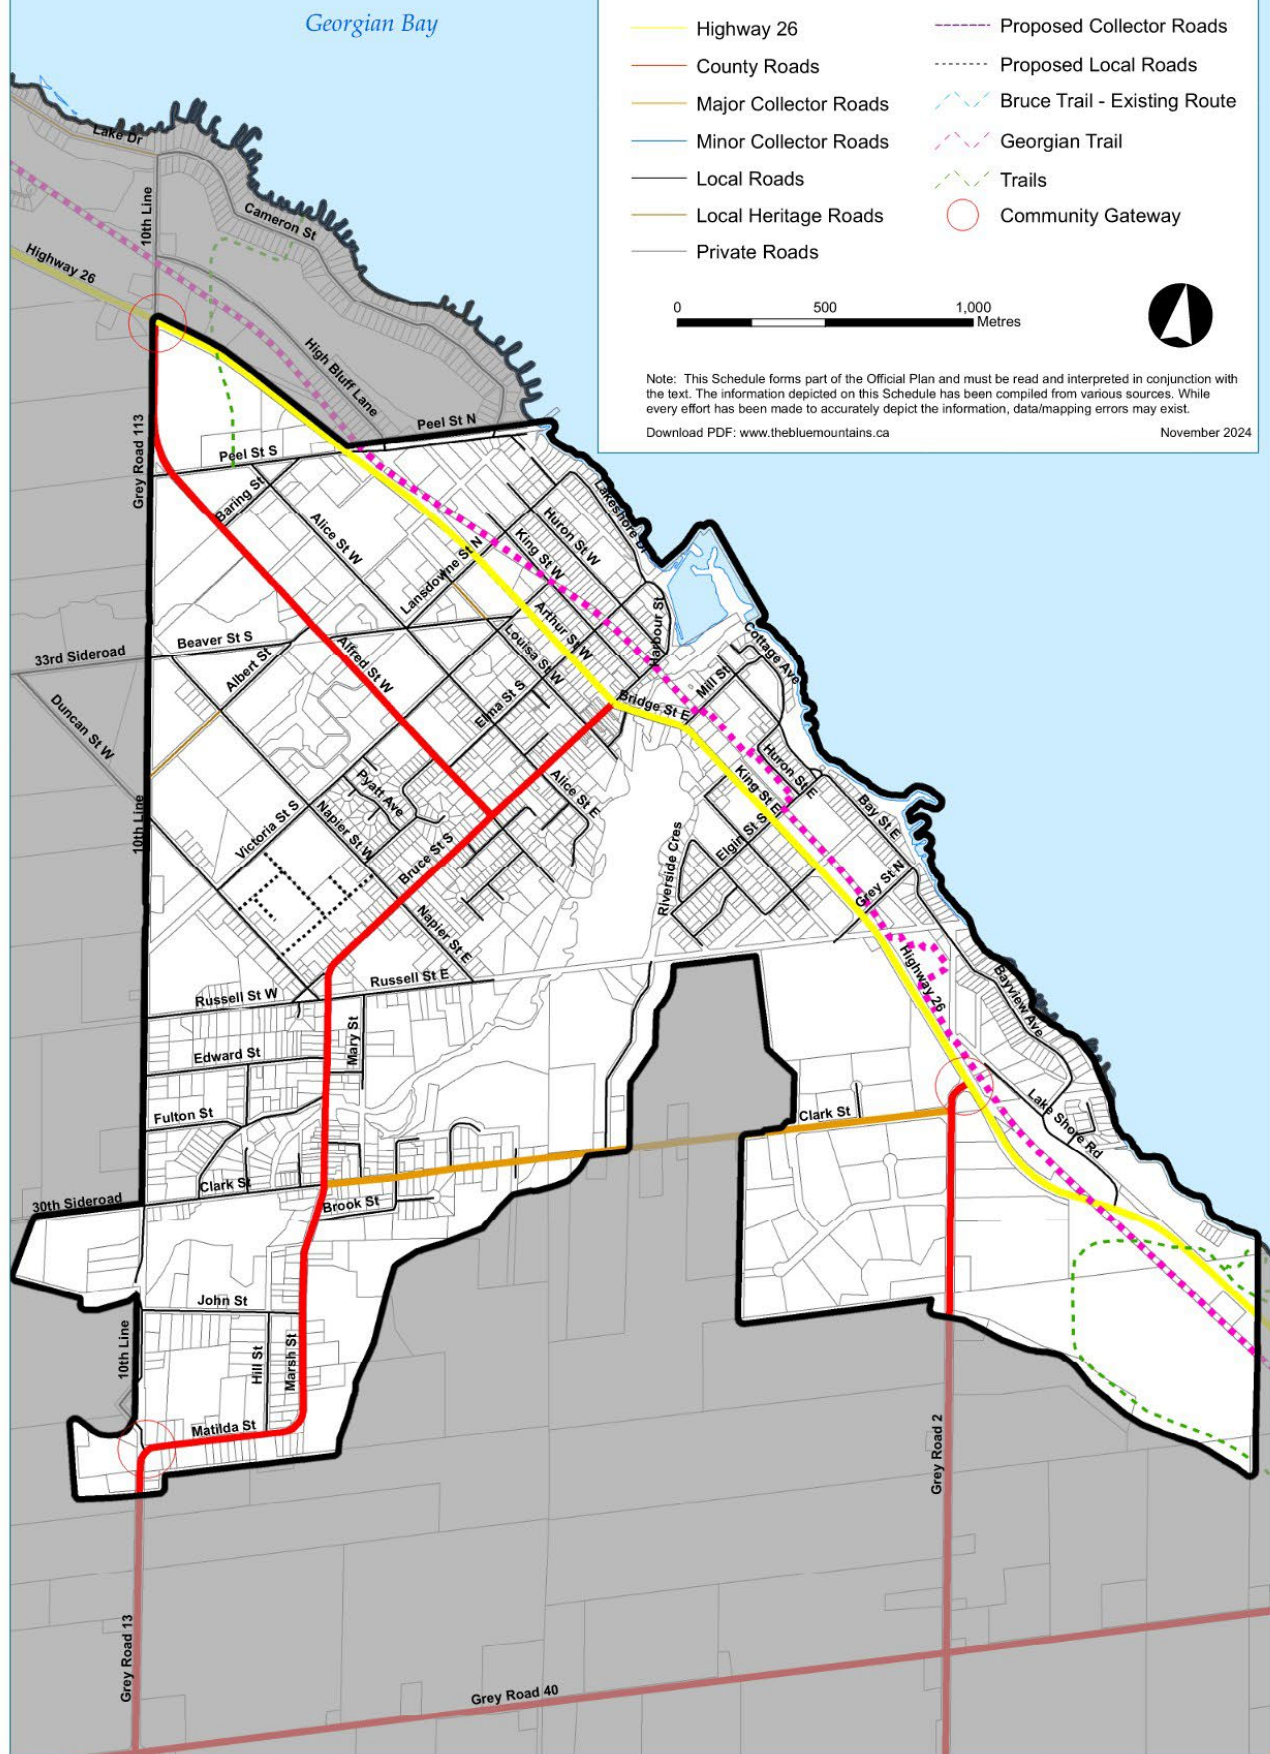 Georgian Bay
Highway 26
County Roads
Major Collector Roads
Minor Collector Roads
Local Roads
Local Heritage Roads
Private Roads
Proposed Collector Roads
Proposed Local Roads
Bruce Trail - Existing Route
Georgian Trail
Trails
Community Gateway
0 500 1,000
Metres
Note: This Schedule forms part of the Official Plan and must be read and interpreted in conjunction with
the text. The information depicted on this Schedule has been compiled from various sources. While
every effort has been made to accurately depict the information, data/mapping errors may exist.
Download PDF: www.thebluemountains.ca November 2024
Lake Dr
10th Line
Cameron St
Highway 26
High Bluff Lane
Peel St N
Grey Road 113
Peel St S
Baring St
Alice St W
Lansdowne St N
King St W
Huron St W
Lakeshore Dr
Arthur St W
Louisa St W
Harbour St
Cottage Ave
Mill St
Bridge St E
Beaver St S
33rd Sideroad
Albert St
Alfred St W
Elma St S
Duncan St W
Huron St E
King St E
Bay St E
Alice St E
Pyatt Ave
Napier St W
Victoria St S
10th Line
Bruce St S
Elgin St S
Riverside Cres
Grey St N
Napier St E
Highway 26
Bayview Ave
Russell St E
Russell St W
Mary St
Edward St
Fulton St
Clark St
Lake Shore Rd
Clark St
30th Sideroad
Brook St
John St
10th Line
Hill St
Marsh St
Matilda St
Grey Road 2
Grey Road 13
Grey Road 40